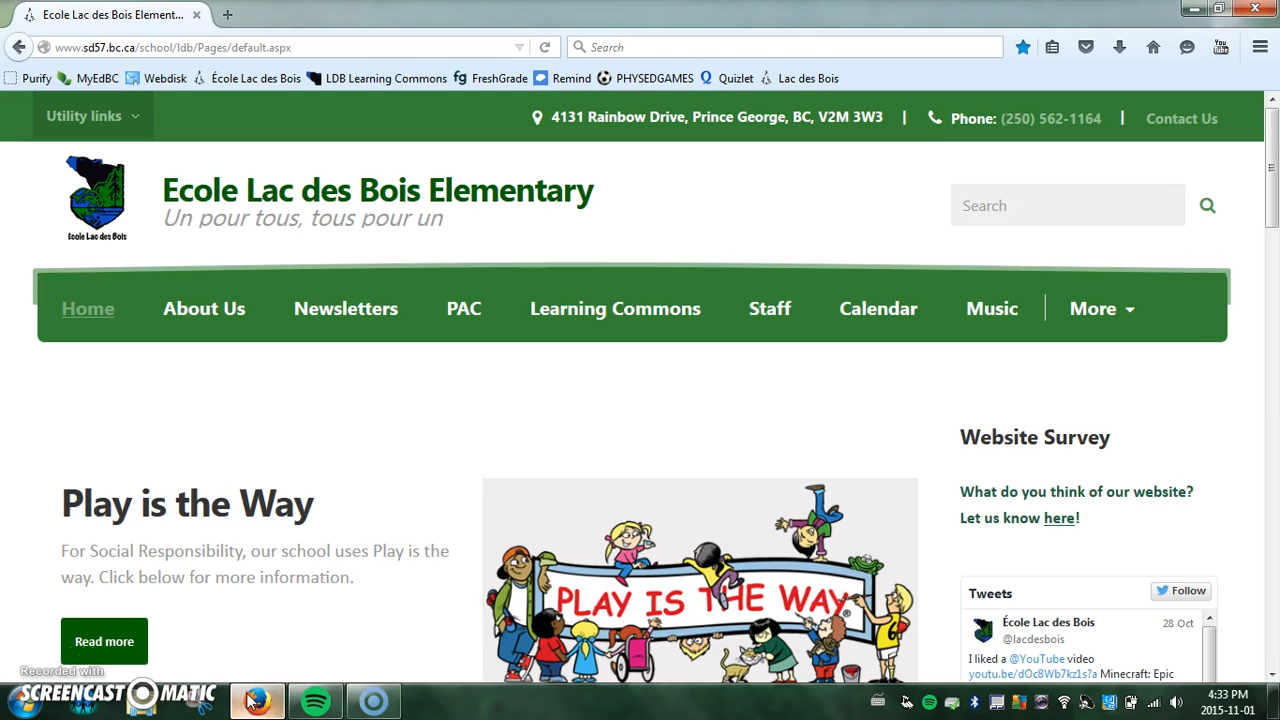 Ecole Lac des Bois Element...
www.sd57.bc.ca/school/ldb/Pages/default.aspx
Search
You Tube
Purify MyEdBC Webdisk École Lac des Bois LDB Learning Commons fg FreshGrade Remind PHYSEDGAMES Quizlet Lac des Bois
Utility links
4131 Rainbow Drive, Prince George, BC, V2M 3W3 | Phone: (250) 562-1164 | Contact Us
École Lac des Bois
Ecole Lac des Bois Elementary
Un pour tous, tous pour un
Search
Home About Us Newsletters PAC Learning Commons Staff Calendar Music More
Website Survey
What do you think of our website?
Let us know here!
Play is the Way
For Social Responsibility, our school uses Play is the
way. Click below for more information.
Read more
PLAY IS THE WAY
Tweets
Follow
École Lac des Bois 28 Oct
@lacdesbois
I liked a @YouTube video
youtu.be/dOc8Wb7kz1s?a Minecraft: Epic
Recorded with
SCREENCAST-O-MATIC
4:33 PM
2015-11-01